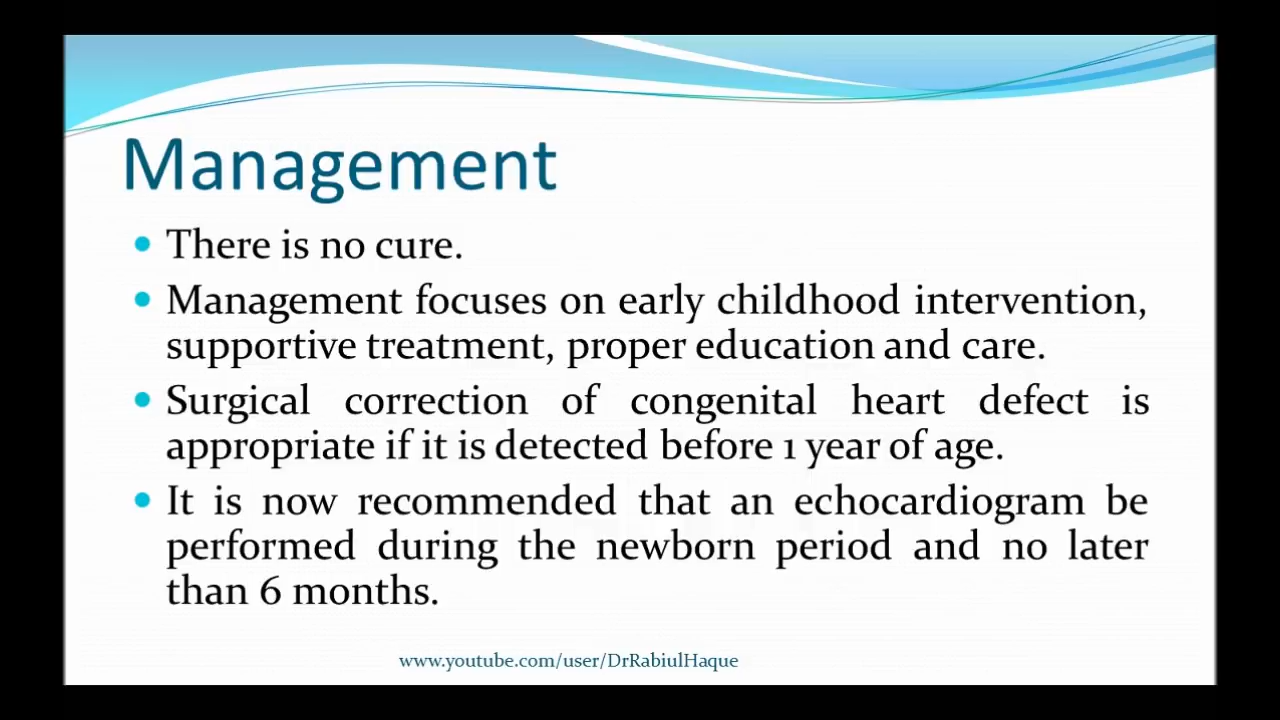 Management
There is no cure.
Management focuses on early childhood intervention,
supportive treatment, proper education and care.
Surgical correction of congenital heart defect is
appropriate if it is detected before 1 year of age.
It is now recommended that an echocardiogram be
performed during the newborn period and no later
than 6 months.
www.youtube.com/user/DrRabiulHaque